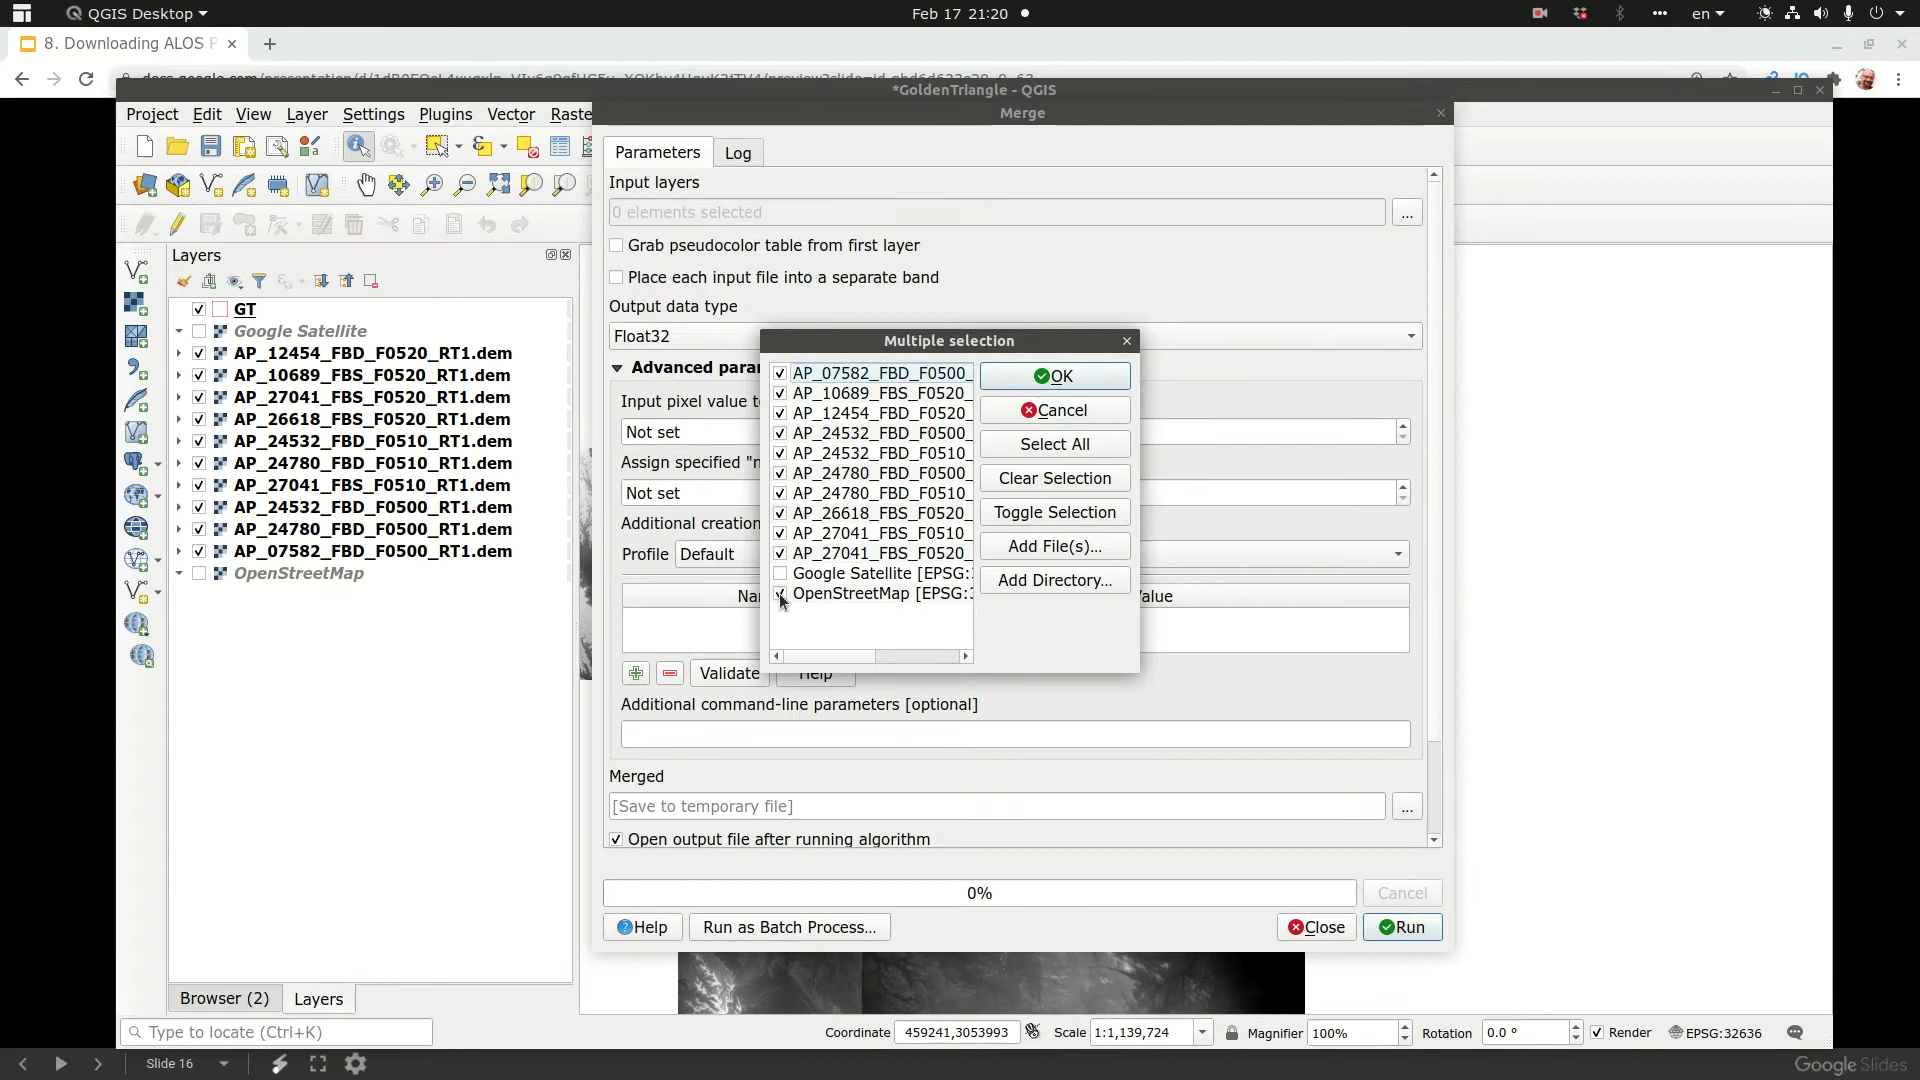 QGIS Desktop
Feb 17 21:20
en
8. Downloading ALOS P
*GoldenTriangle - QGIS
Project Edit View Layer Settings Plugins Vector Raste
Merge
Parameters
Log
Input layers
0 elements selected
...
Grab pseudocolor table from first layer
Place each input file into a separate band
Output data type
Float32
Advanced parar
Input pixel value to
Not set
Assign specified "n
Not set
Additional creation
Profile Default
Nar
Value
Validate
Help
Additional command-line parameters [optional]
Merged
[Save to temporary file]
...
Open output file after running algorithm
0%
Cancel
Help
Run as Batch Process...
Close
Run
Multiple selection
AP_07582_FBD_F0500_
AP_10689_FBS_F0520_
AP_12454_FBD_F0520_
AP_24532_FBD_F0500_
AP_24532_FBD_F0510_
AP_24780_FBD_F0500_
AP_24780_FBD_F0510_
AP_26618_FBS_F0520_
AP_27041_FBS_F0510_
AP_27041_FBS_F0520_
Google Satellite [EPSG:3
OpenStreetMap [EPSG:3
OK
Cancel
Select All
Clear Selection
Toggle Selection
Add File(s)...
Add Directory...
Layers
GT
Google Satellite
AP_12454_FBD_F0520_RT1.dem
AP_10689_FBS_F0520_RT1.dem
AP_27041_FBS_F0520_RT1.dem
AP_26618_FBS_F0520_RT1.dem
AP_24532_FBD_F0510_RT1.dem
AP_24780_FBD_F0510_RT1.dem
AP_27041_FBS_F0510_RT1.dem
AP_24532_FBD_F0500_RT1.dem
AP_24780_FBD_F0500_RT1.dem
AP_07582_FBD_F0500_RT1.dem
OpenStreetMap
Browser (2)
Layers
Type to locate (Ctrl+K)
Coordinate 459241,3053993
Scale 1:1,139,724
Magnifier 100%
Rotation 0.0 °
Render
EPSG:32636
Slide 16
Google Slides